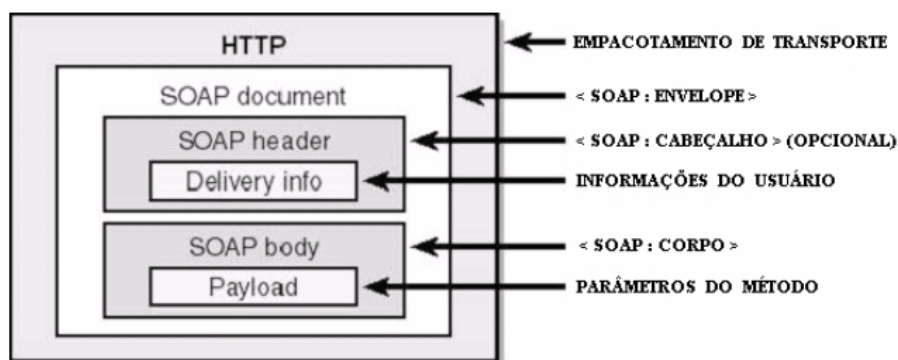 HTTP
EMPACOTAMENTO DE TRANSPORTE
SOAP document
< SOAP : ENVELOPE >
SOAP header
< SOAP : CABEÇALHO > (OPCIONAL)
Delivery info
INFORMAÇÕES DO USUÁRIO
SOAP body
< SOAP : CORPO >
Payload
PARÂMETROS DO MÉTODO